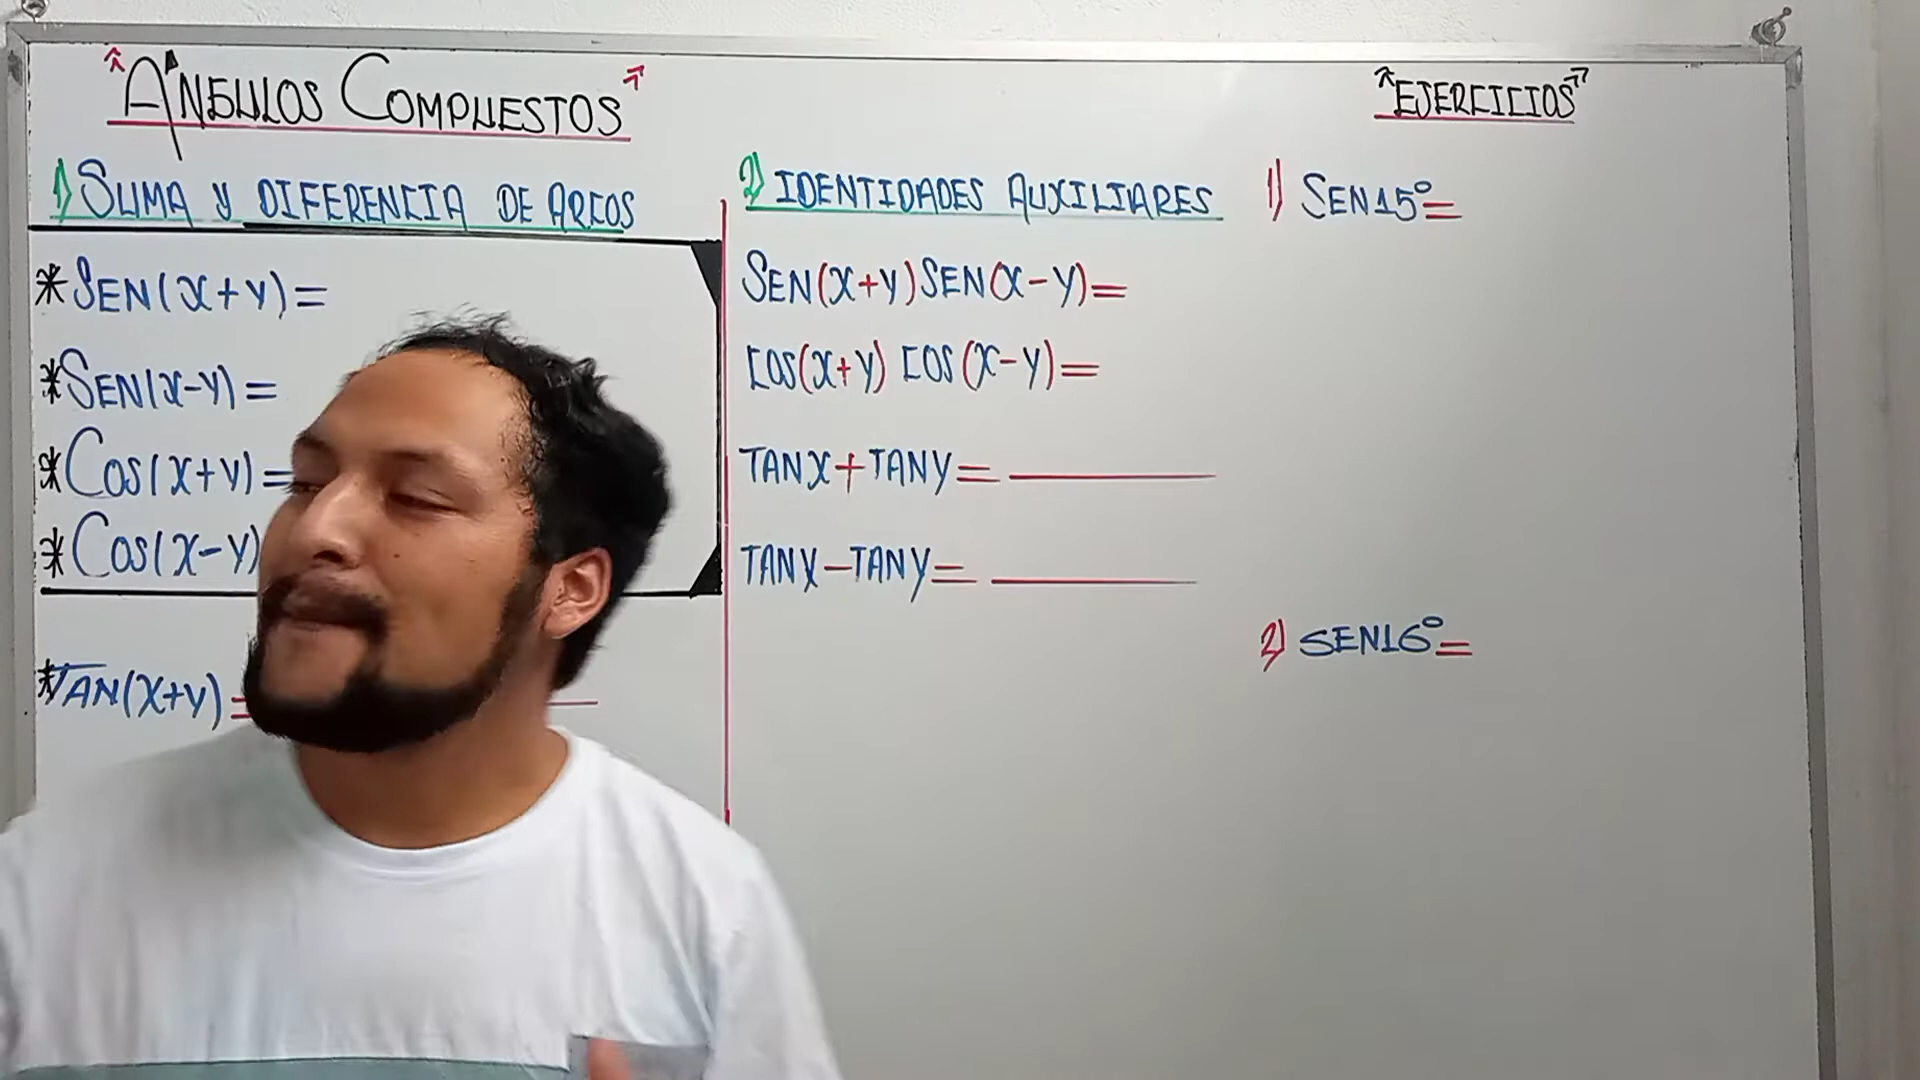 "ÁNGULOS COMPUESTOS"
1) SUMA Y DIFERENCIA DE ARCOS
*SEN(x+y)=
*SEN(x-y)=
*COS(x+y)=
*COS(x-y)
*TAN(x+y)=
2) IDENTIDADES AUXILIARES
SEN(x+y)SEN(x-y)=
COS(x+y) COS(x-y)=
TANX+TANY=
TANX-TANY=
"EJERCICIOS"
1) SEN15°=
2) SEN16°=